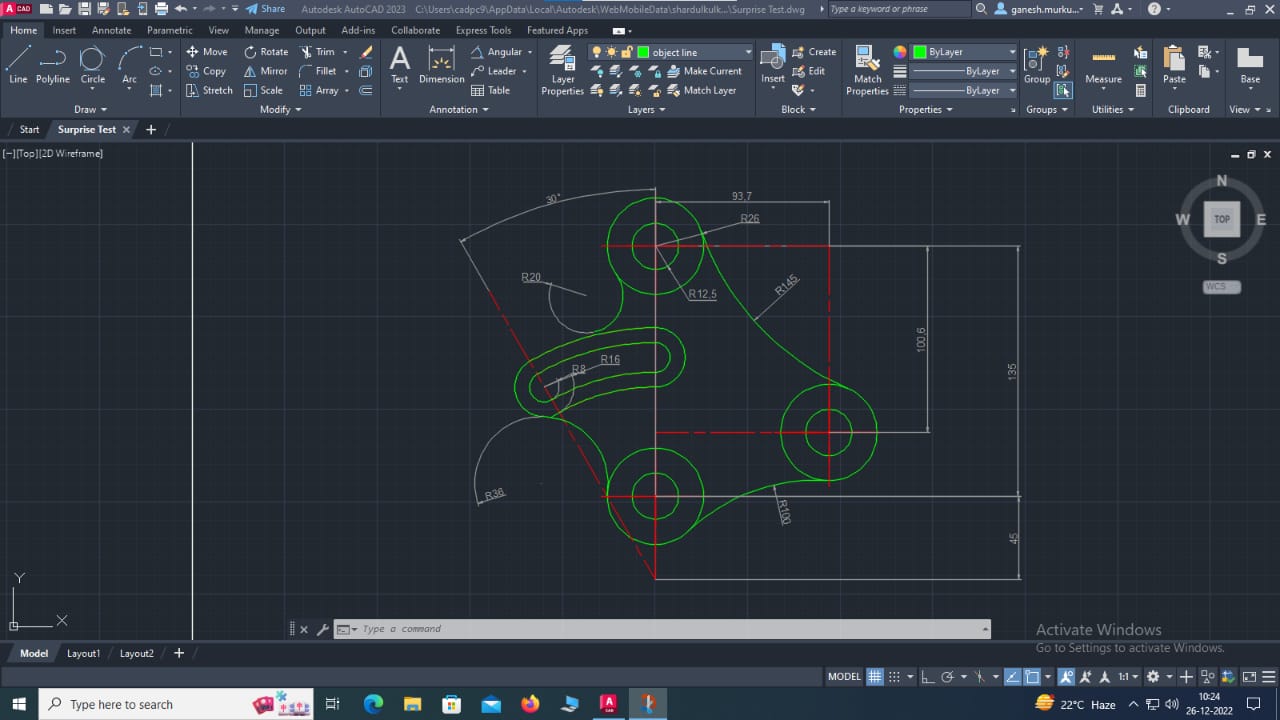 A CAD Share Autodesk AutoCAD 2023 C:\Users\cadpc9\AppData\Local\Autodesk\WebMobileData\shardulkulk...\Surprise Test.dwg Type a keyword or phrase ganesh.murku...
Home Insert Annotate Parametric View Manage Output Add-ins Collaborate Express Tools Featured Apps
Line Polyline Circle Arc
Move Rotate Trim
Copy Mirror Fillet
Stretch Scale Array
A Text Dimension
Angular
Leader
Table
Layer Properties
object line
Make Current
Match Layer
Insert
Create
Edit
Match Properties
ByLayer
ByLayer
ByLayer
Group
Measure
Paste
Base
Draw Modify Annotation Layers Block Properties Groups Utilities Clipboard View
Start Surprise Test
[−][Top][2D Wireframe]
N
W TOP E
S
WCS
30°
93,7
R26
R20
R12,5
R145
100,6
135
R16
R8
R36
R100
45
Y
X
Type a command
Activate Windows
Go to Settings to activate Windows.
Model Layout1 Layout2
MODEL 1:1
Type here to search
A CAD
22°C Haze
10:24
26-12-2022